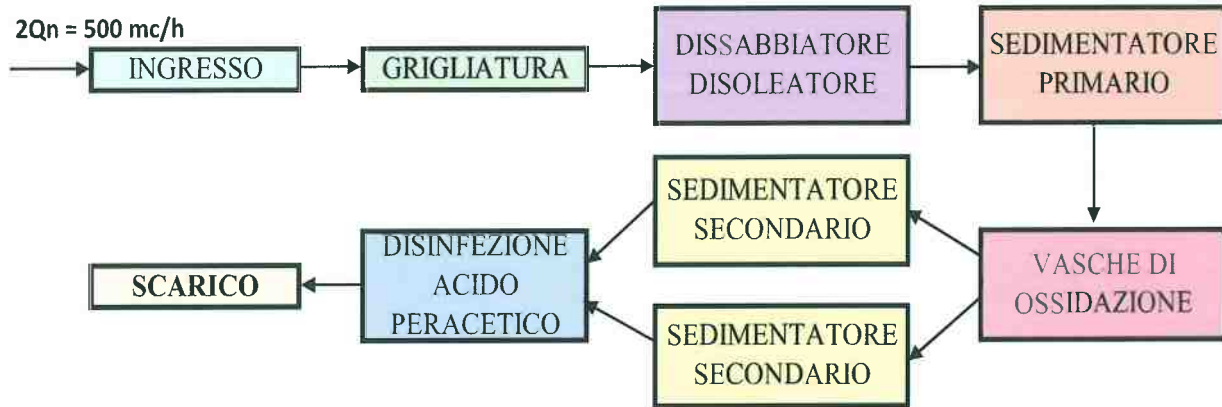 2Qn = 500 mc/h
INGRESSO
GRIGLIATURA
DISSABBIATORE
DISOLEATORE
SEDIMENTATORE
PRIMARIO
VASCHE DI
OSSIDAZIONE
SEDIMENTATORE
SECONDARIO
SEDIMENTATORE
SECONDARIO
DISINFEZIONE
ACIDO
PERACETICO
SCARICO